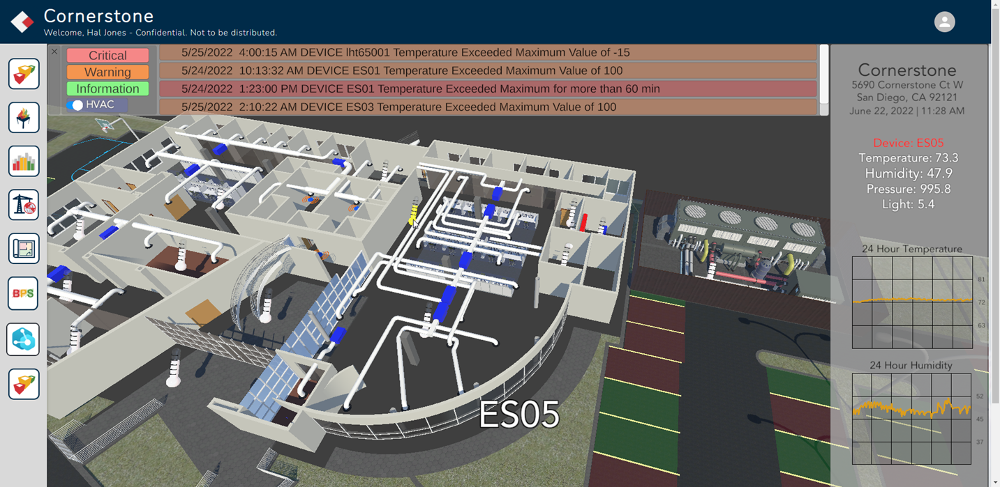 Cornerstone
Welcome, Hal Jones - Confidential. Not to be distributed.
Critical
Warning
Information
HVAC
5/25/2022 4:00:15 AM DEVICE lht65001 Temperature Exceeded Maximum Value of -15
5/24/2022 10:13:32 AM DEVICE ES01 Temperature Exceeded Maximum Value of 100
5/24/2022 1:23:00 PM DEVICE ES01 Temperature Exceeded Maximum for more than 60 min
5/25/2022 2:10:22 AM DEVICE ES03 Temperature Exceeded Maximum Value of 100
BPS
ES05
Cornerstone
5690 Cornerstone Ct W
San Diego, CA 92121
June 22, 2022 | 11:28 AM
Device: ES05
Temperature: 73.3
Humidity: 47.9
Pressure: 995.8
Light: 5.4
24 Hour Temperature
81
72
63
24 Hour Humidity
52
45
37